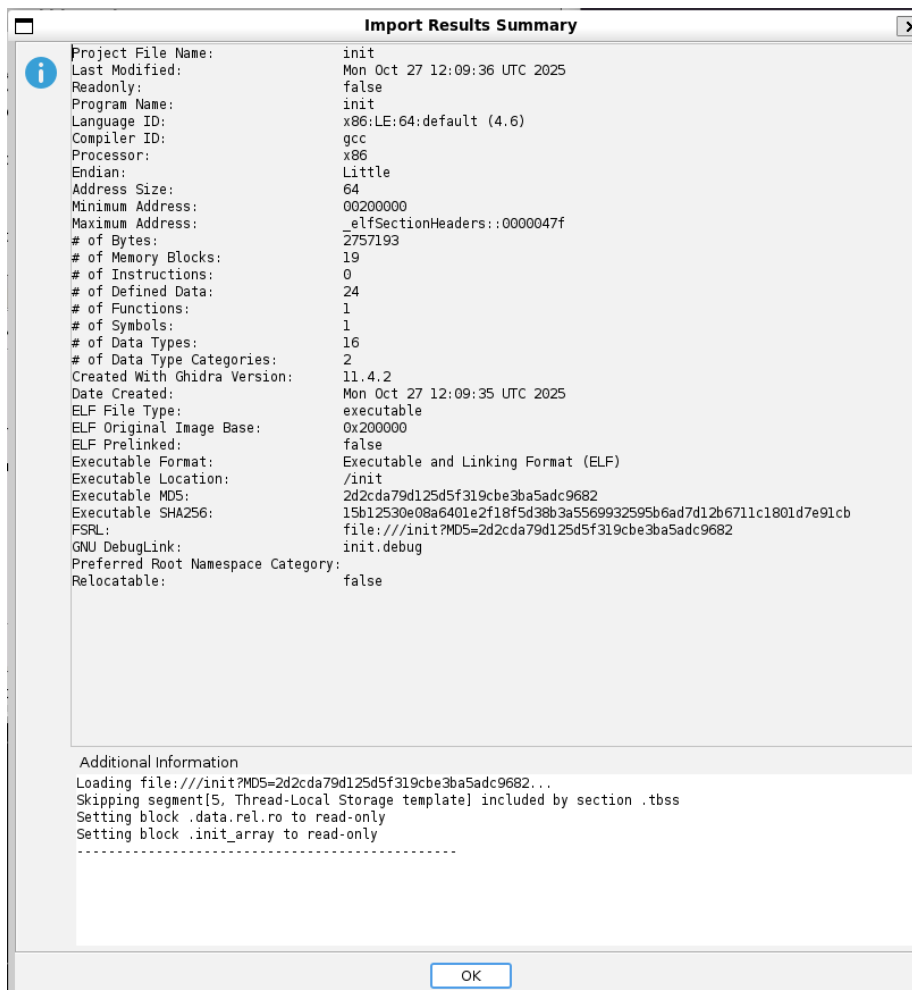 Import Results Summary
Project File Name: init
Last Modified: Mon Oct 27 12:09:36 UTC 2025
Readonly: false
Program Name: init
Language ID: x86:LE:64:default (4.6)
Compiler ID: gcc
Processor: x86
Endian: Little
Address Size: 64
Minimum Address: 00200000
Maximum Address: _elfSectionHeaders::0000047f
# of Bytes: 2757193
# of Memory Blocks: 19
# of Instructions: 0
# of Defined Data: 24
# of Functions: 1
# of Symbols: 1
# of Data Types: 16
# of Data Type Categories: 2
Created With Ghidra Version: 11.4.2
Date Created: Mon Oct 27 12:09:35 UTC 2025
ELF File Type: executable
ELF Original Image Base: 0x200000
ELF Prelinked: false
Executable Format: Executable and Linking Format (ELF)
Executable Location: /init
Executable MD5: 2d2cda79d125d5f319cbe3ba5adc9682
Executable SHA256: 15b12530e08a6401e2f18f5d38b3a5569932595b6ad7d12b6711c1801d7e91cb
FSRL: file:///init?MD5=2d2cda79d125d5f319cbe3ba5adc9682
GNU DebugLink: init.debug
Preferred Root Namespace Category:
Relocatable: false
Additional Information
Loading file:///init?MD5=2d2cda79d125d5f319cbe3ba5adc9682...
Skipping segment[5, Thread-Local Storage template] included by section .tbss
Setting block .data.rel.ro to read-only
Setting block .init_array to read-only
------------------------------------------------
OK